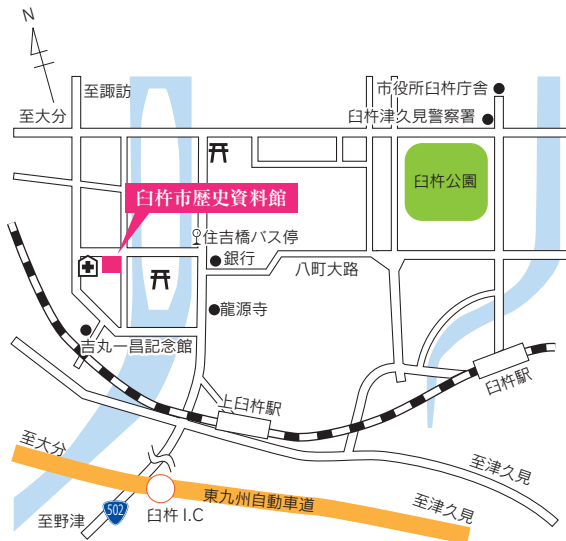 N
至諏訪
市役所臼杵庁舎
至大分
臼杵津久見警察署
臼杵公園
臼杵市歴史資料館
住吉橋バス停
銀行
八町大路
龍源寺
吉丸一昌記念館
臼杵駅
上臼杵駅
至大分
至津久見
東九州自動車道
至津久見
502
臼杵 I.C
至野津